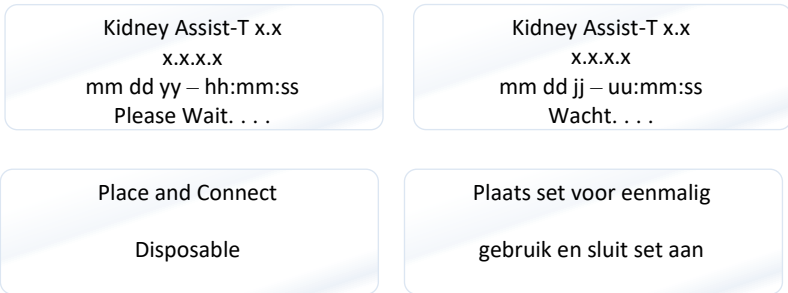 Kidney Assist-T x.x
x.x.x.x
mm dd yy – hh:mm:ss
Please Wait. . . .
Kidney Assist-T x.x
x.x.x.x
mm dd jj – uu:mm:ss
Wacht. . . .
Place and Connect
Disposable
Plaats set voor eenmalig
gebruik en sluit set aan